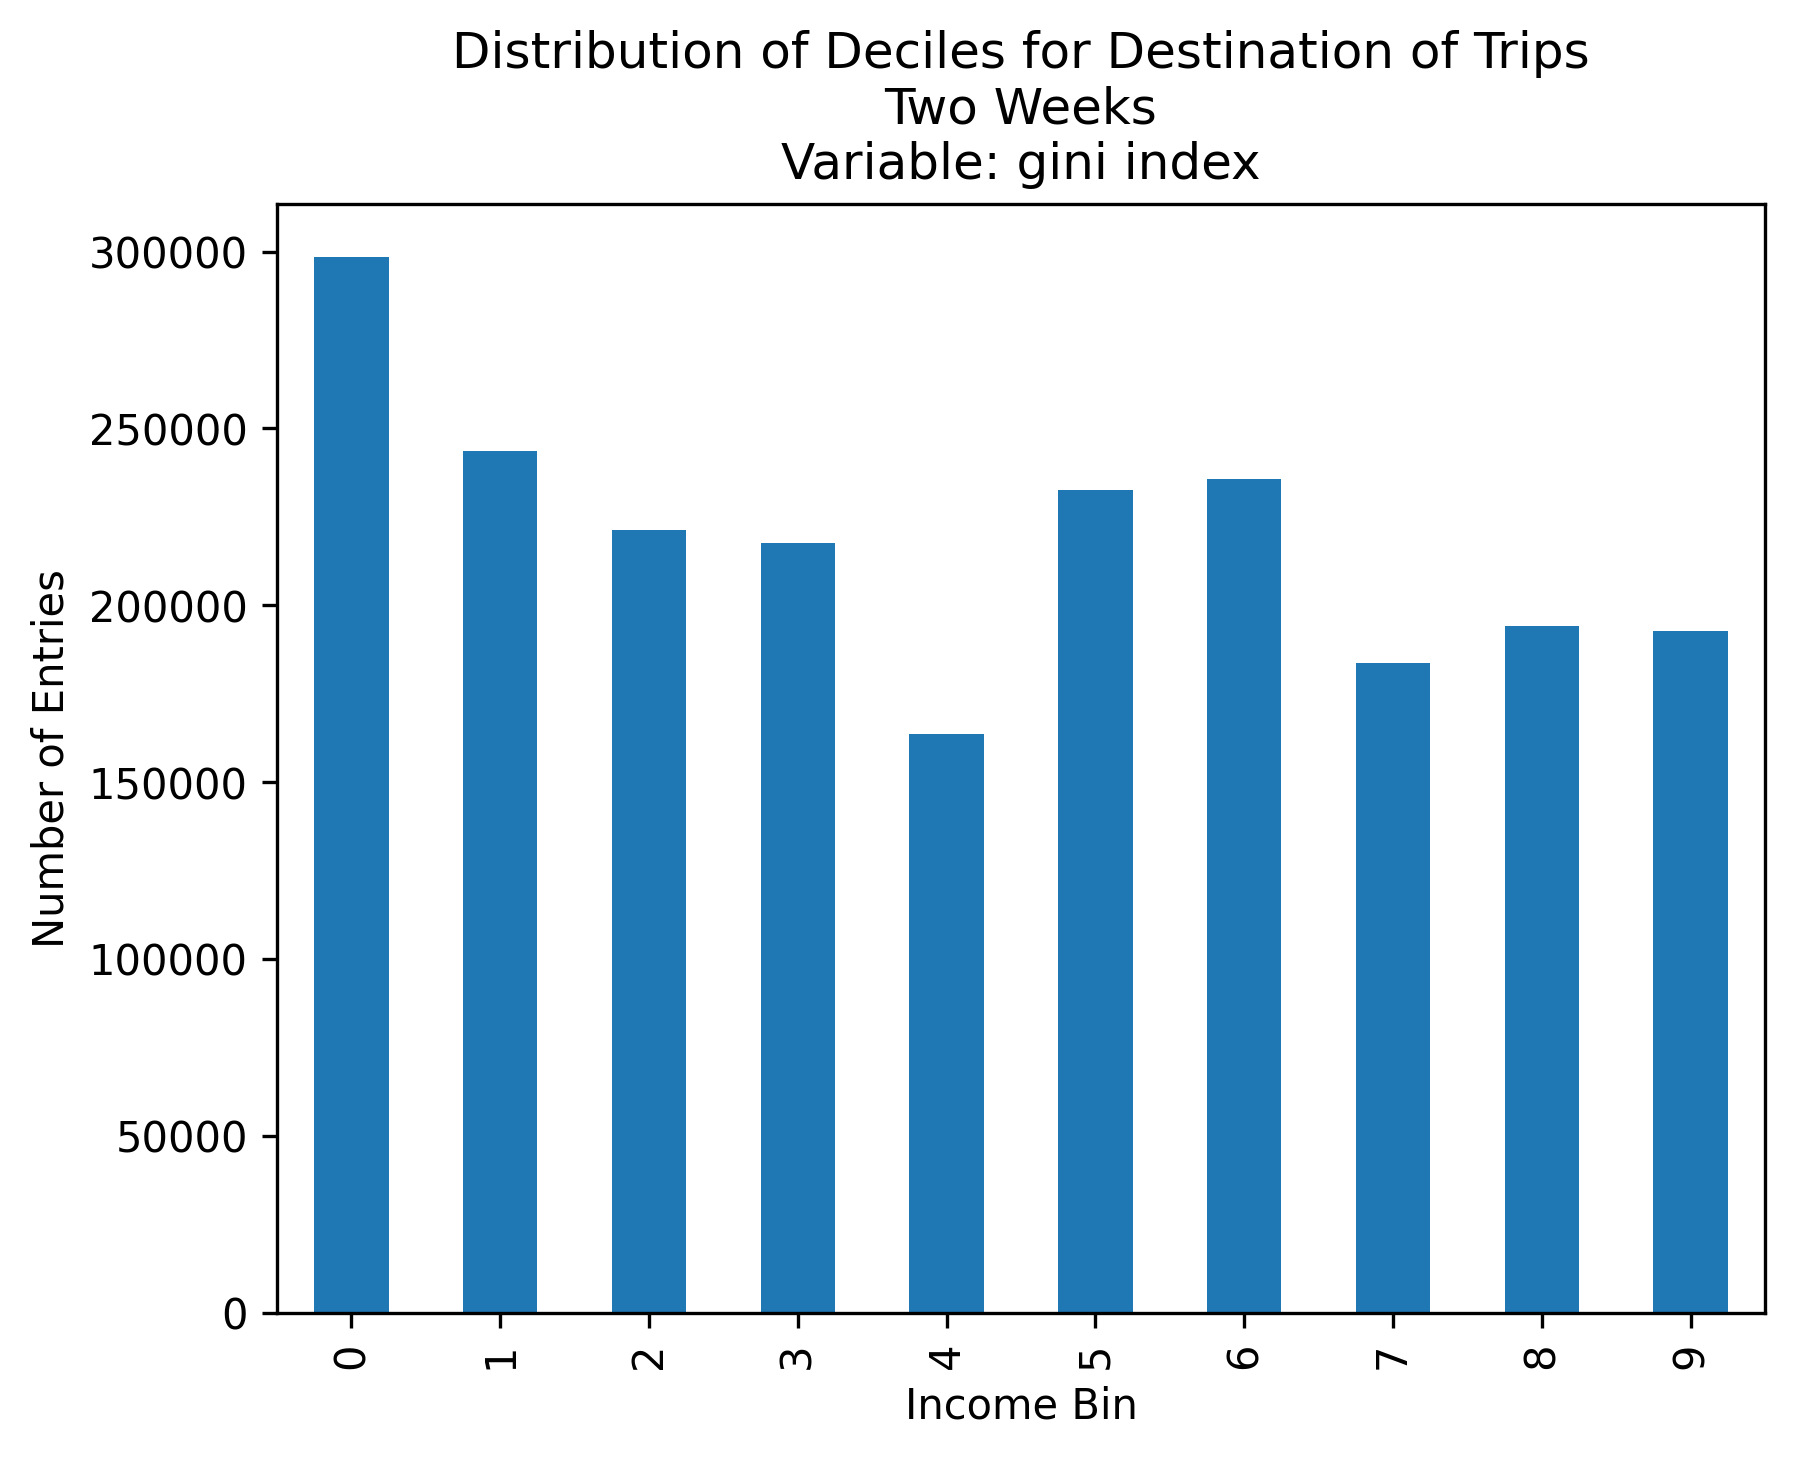 Distribution of Deciles for Destination of Trips
Two Weeks
Variable: gini index
300000
250000
200000
150000
100000
50000
0
Number of Entries
0 1 2 3 4 5 6 7 8 9
Income Bin